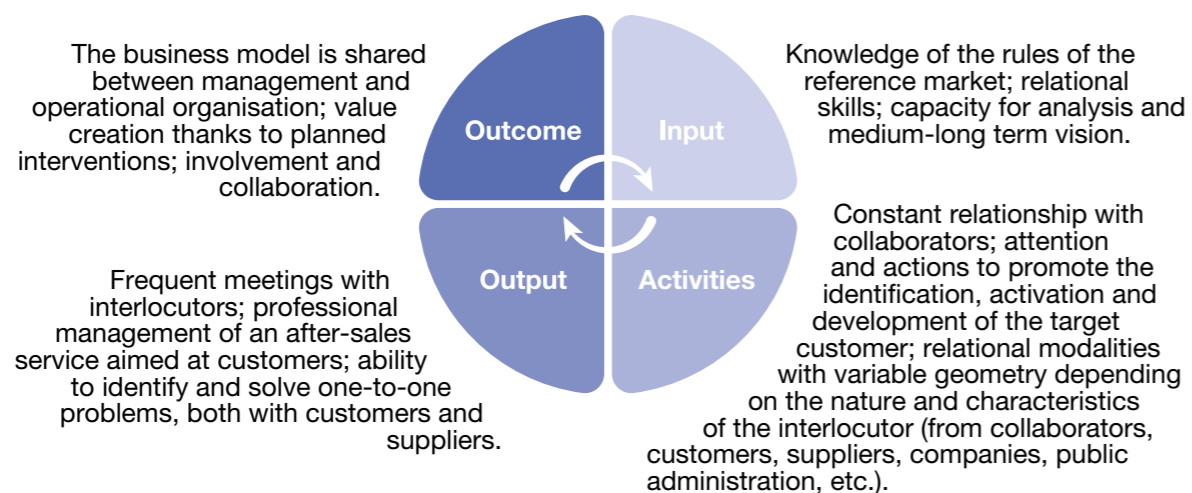 The business model is shared
between management and
operational organisation; value
creation thanks to planned
interventions; involvement and
collaboration.
Outcome
Input
Knowledge of the rules of the
reference market; relational
skills; capacity for analysis and
medium-long term vision.
Frequent meetings with
interlocutors; professional
management of an after-sales
service aimed at customers; ability
to identify and solve one-to-one
problems, both with customers and
suppliers.
Output
Activities
Constant relationship with
collaborators; attention
and actions to promote the
identification, activation and
development of the target
customer; relational modalities
with variable geometry depending
on the nature and characteristics
of the interlocutor (from collaborators,
customers, suppliers, companies, public
administration, etc.).